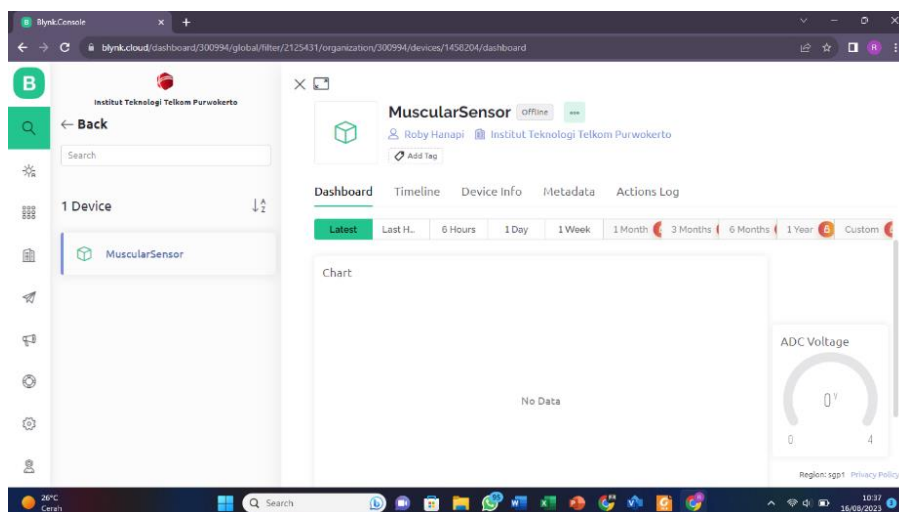 Blynk.Console
blynk.cloud/dashboard/300994/global/filter/2125431/organization/300994/devices/1458204/dashboard
R
B
Institut Teknologi Telkom Purwokerto
← Back
Search
1 Device
MuscularSensor
MuscularSensor Offline
Roby Hanapi Institut Teknologi Telkom Purwokerto
Add Tag
Dashboard Timeline Device Info Metadata Actions Log
Latest Last H... 6 Hours 1 Day 1 Week 1 Month 3 Months 6 Months 1 Year Custom
Chart
No Data
ADC Voltage
0 V
0 4
Region: sgp1 Privacy Policy
26°C
Cerah
Search
10:37
16/08/2023